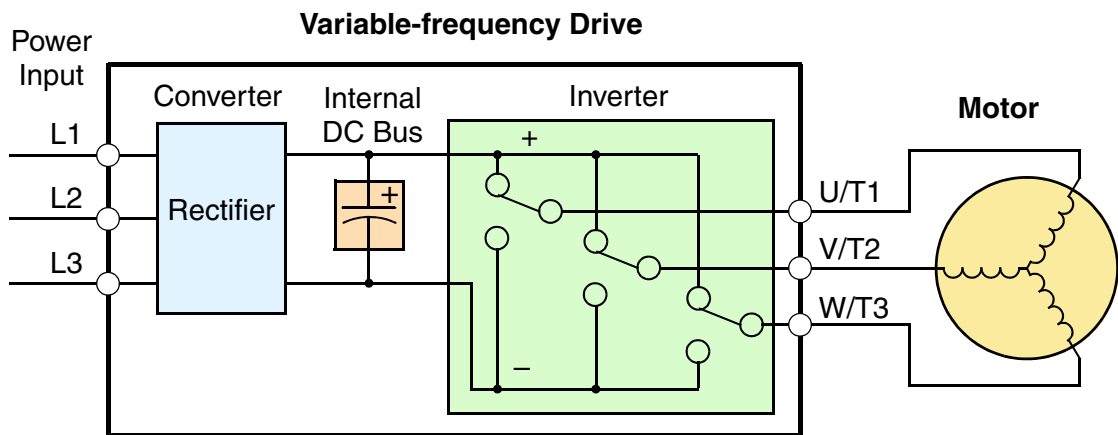 Variable-frequency Drive
Power
Input
Converter
Internal
DC Bus
Inverter
Motor
L1
L2
L3
Rectifier
+
+
–
U/T1
V/T2
W/T3